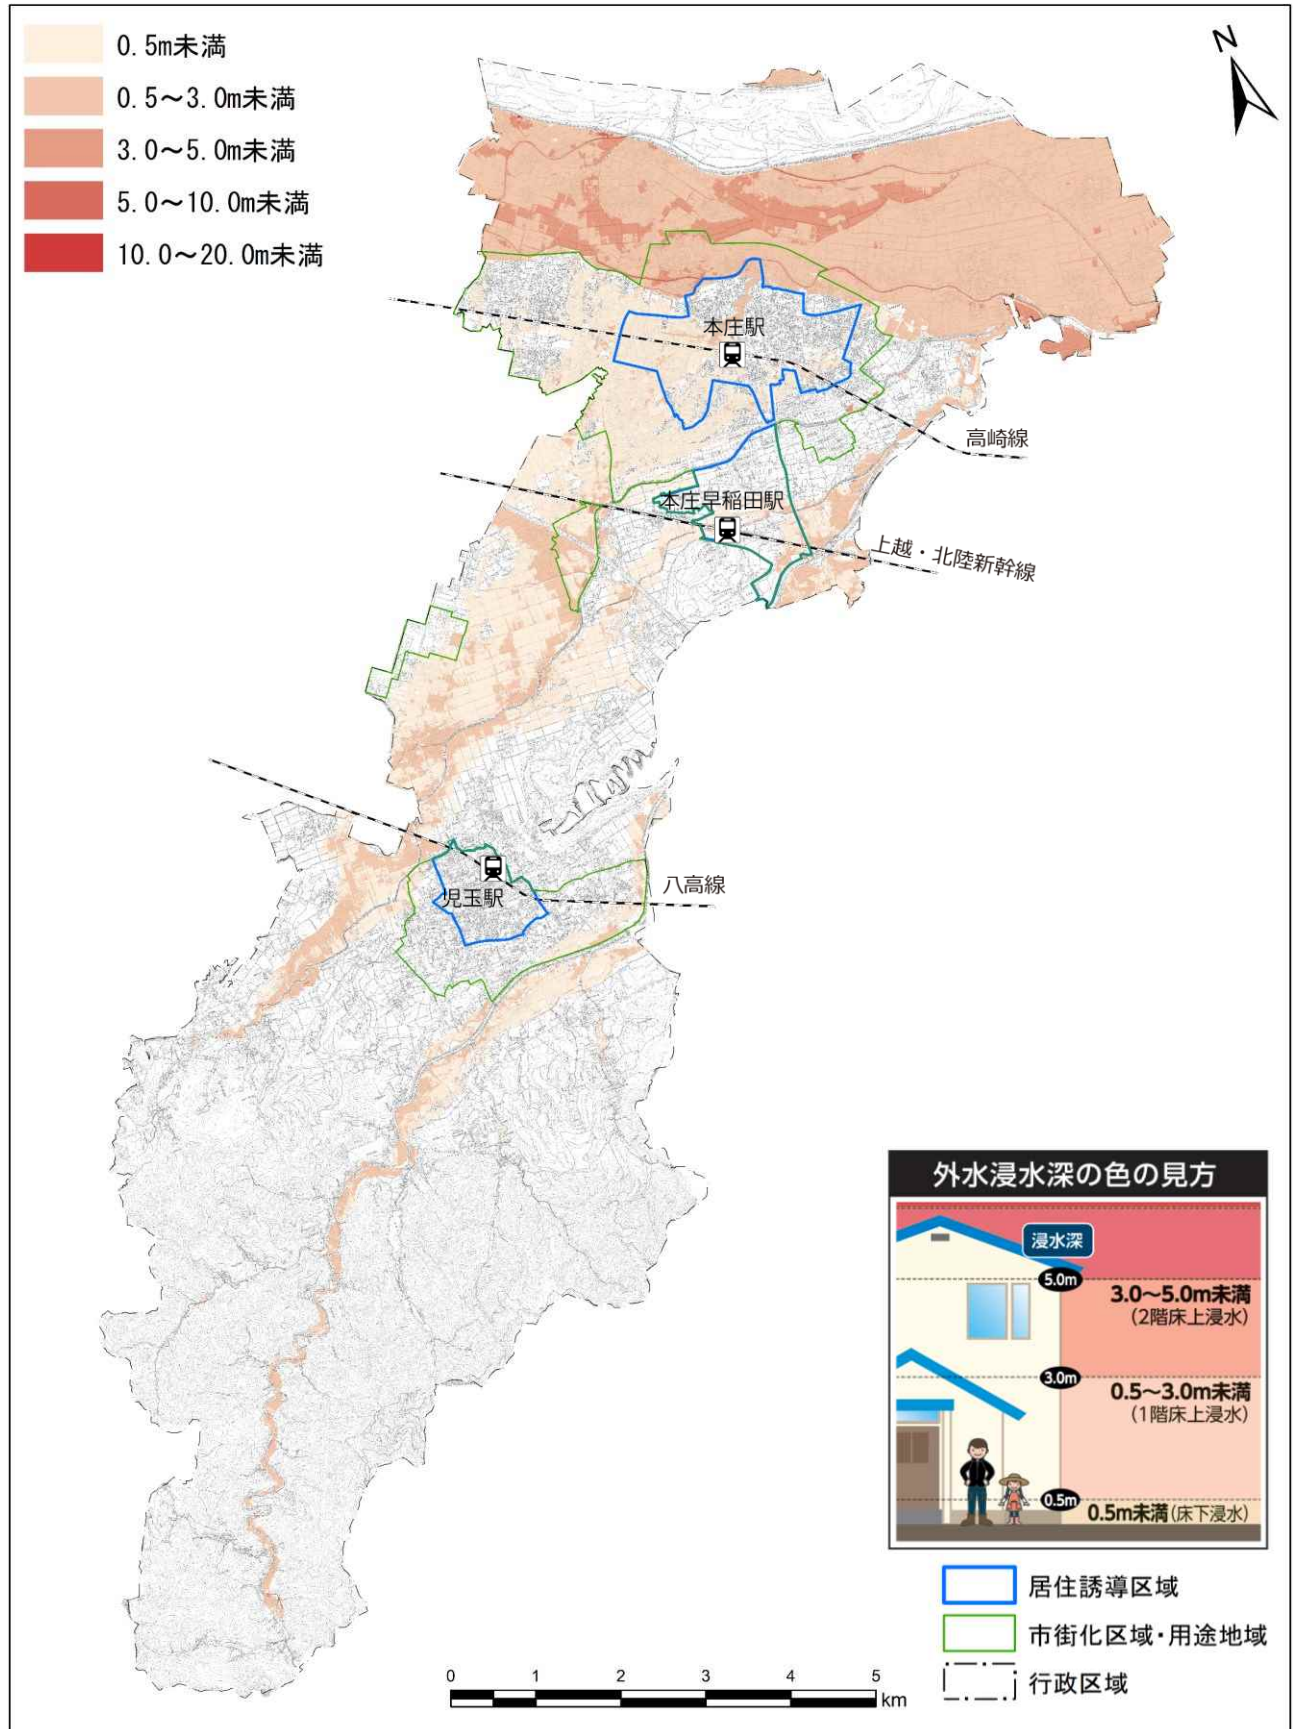 0.5m未満
0.5～3.0m未満
3.0～5.0m未満
5.0～10.0m未満
10.0～20.0m未満
N
本庄駅
高崎線
本庄早稲田駅
上越・北陸新幹線
児玉駅
八高線
外水浸水深の色の見方
浸水深
5.0m
3.0～5.0m未満
(2階床上浸水)
3.0m
0.5～3.0m未満
(1階床上浸水)
0.5m
0.5m未満(床下浸水)
居住誘導区域
市街化区域・用途地域
行政区域
0 1 2 3 4 5
km